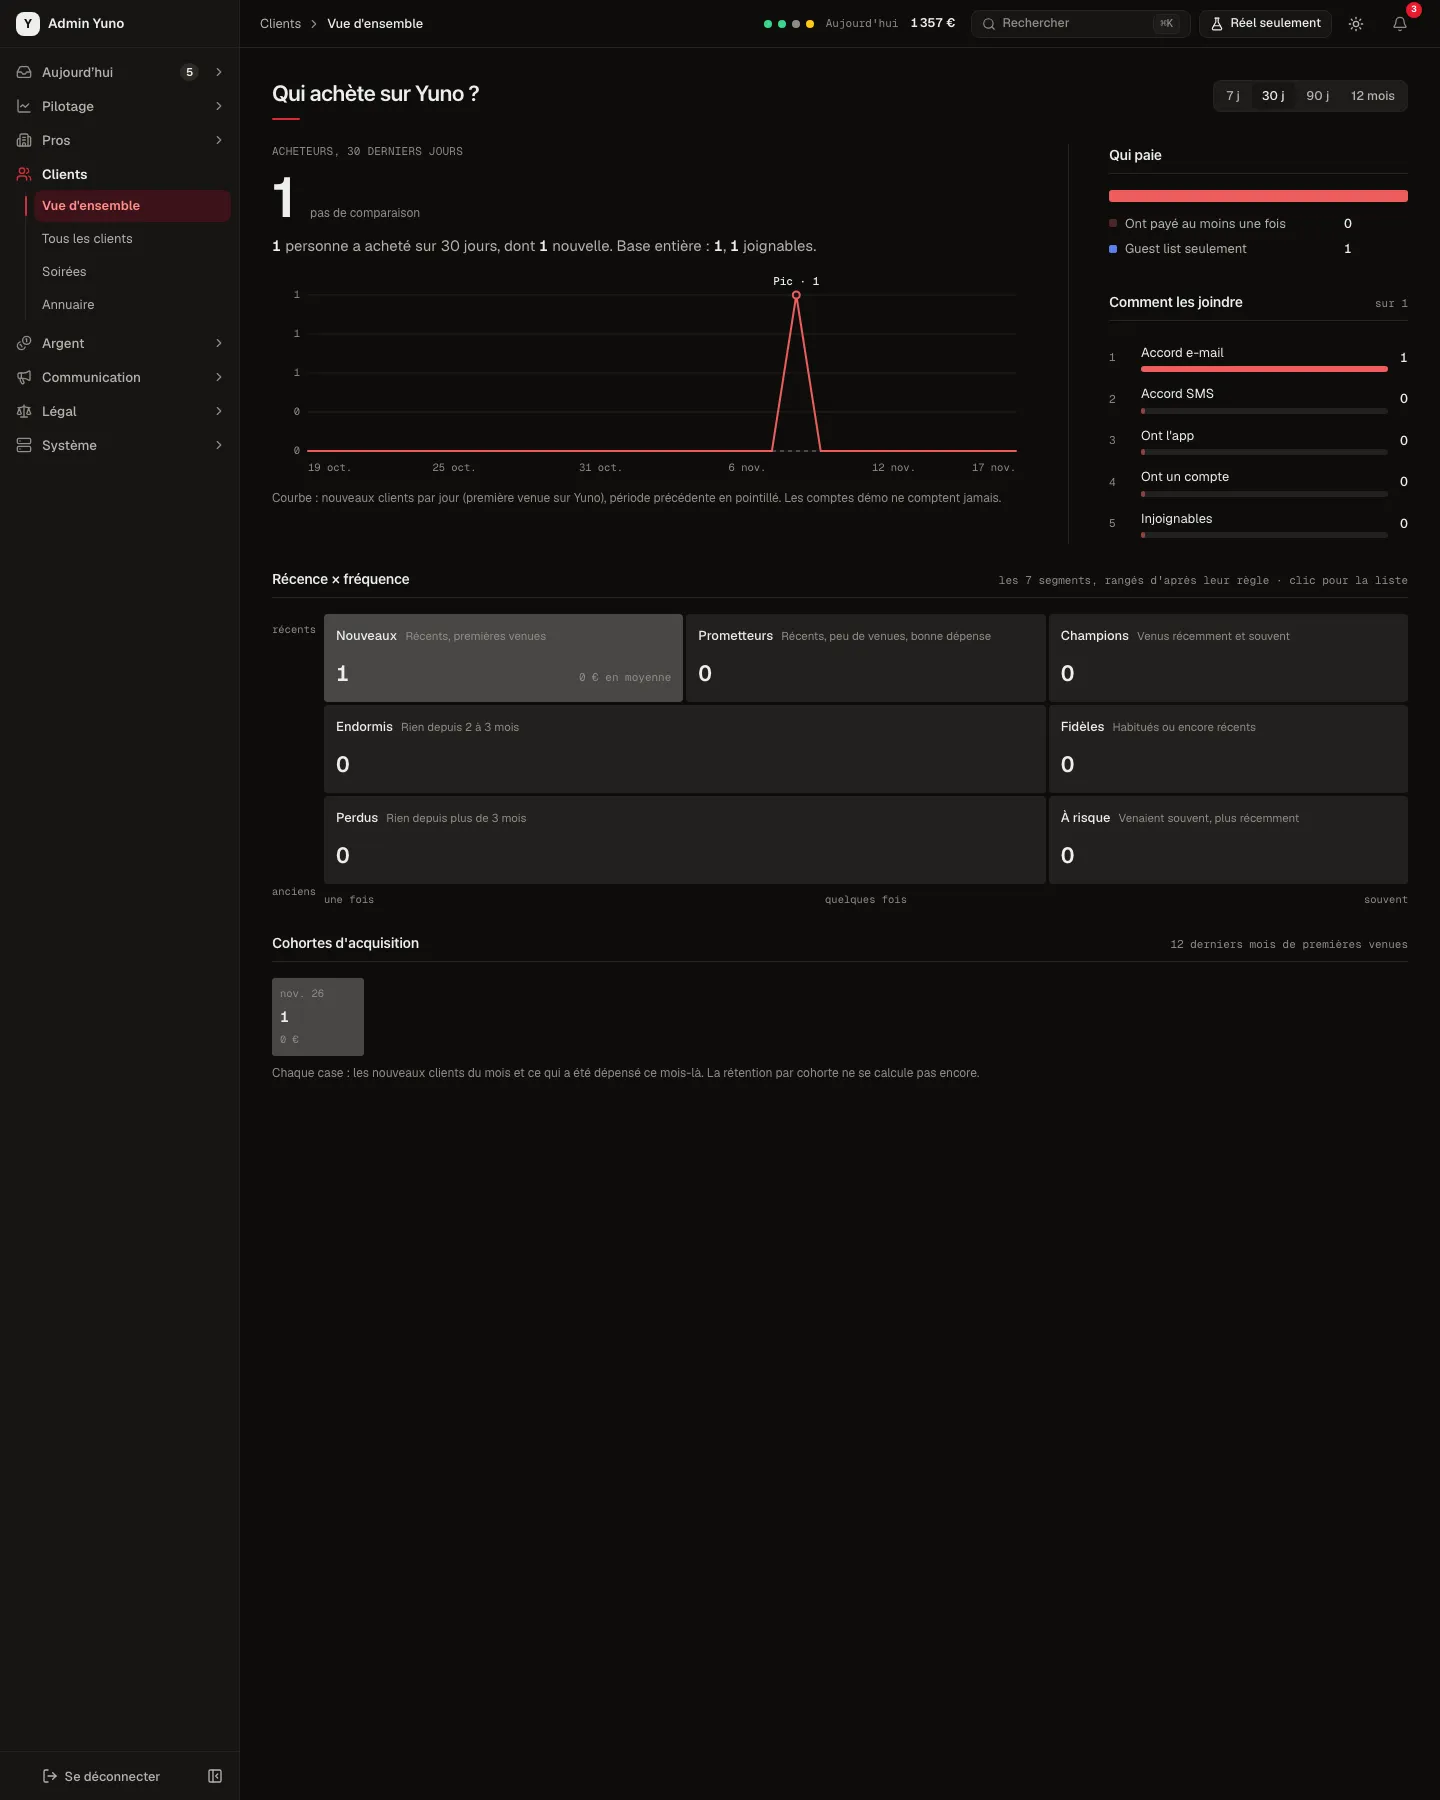 Y Admin Yuno
Aujourd'hui 5
Pilotage
Pros
Clients
Vue d'ensemble
Tous les clients
Soirées
Annuaire
Argent
Communication
Légal
Système
Se déconnecter
Clients > Vue d'ensemble
Aujourd'hui 1 357 €
Rechercher ⌘K
Réel seulement
3
Qui achète sur Yuno ?
7 j 30 j 90 j 12 mois
ACHETEURS, 30 DERNIERS JOURS
1 pas de comparaison
1 personne a acheté sur 30 jours, dont 1 nouvelle. Base entière : 1, 1 joignables.
Pic · 1
1
1
1
0
0
19 oct. 25 oct. 31 oct. 6 nov. 12 nov. 17 nov.
Courbe : nouveaux clients par jour (première venue sur Yuno), période précédente en pointillé. Les comptes démo ne comptent jamais.
Qui paie
Ont payé au moins une fois 0
Guest list seulement 1
Comment les joindre sur 1
1 Accord e-mail 1
2 Accord SMS 0
3 Ont l'app 0
4 Ont un compte 0
5 Injoignables 0
Récence × fréquence les 7 segments, rangés d'après leur règle · clic pour la liste
récents
Nouveaux Récents, premières venues
1 0 € en moyenne
Prometteurs Récents, peu de venues, bonne dépense
0
Champions Venus récemment et souvent
0
Endormis Rien depuis 2 à 3 mois
0
Fidèles Habitués ou encore récents
0
Perdus Rien depuis plus de 3 mois
0
À risque Venaient souvent, plus récemment
0
anciens
une fois quelques fois souvent
Cohortes d'acquisition 12 derniers mois de premières venues
nov. 26
1
0 €
Chaque case : les nouveaux clients du mois et ce qui a été dépensé ce mois-là. La rétention par cohorte ne se calcule pas encore.